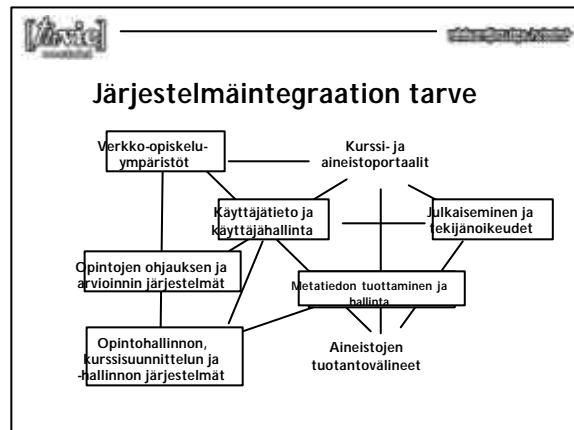 [tievie]
Järjestelmäintegraation tarve
Verkko-opiskelu-
ympäristöt
Kurssi- ja
aineistoportaalit
Käyttäjätieto ja
käyttäjähallinta
Julkaiseminen ja
tekijänoikeudet
Opintojen ohjauksen ja
arvioinnin järjestelmät
Metatiedon tuottaminen ja
hallinta
Opintohallinnon,
kurssisuunnittelun ja
-hallinnon järjestelmät
Aineistojen
tuotantovälineet